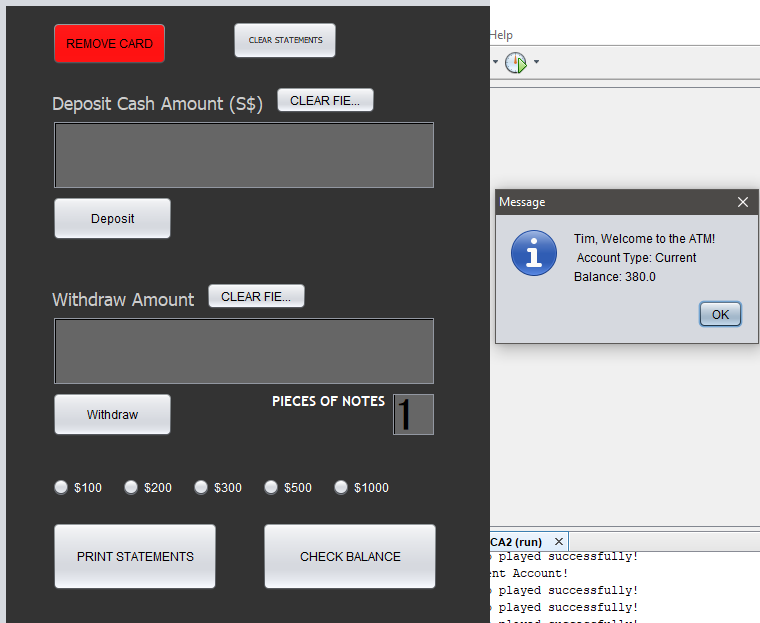 REMOVE CARD
CLEAR STATEMENTS
Help
Deposit Cash Amount (S$)
CLEAR FIE...
Deposit
Message
Tim, Welcome to the ATM!
Account Type: Current
Balance: 380.0
OK
Withdraw Amount
CLEAR FIE...
Withdraw
PIECES OF NOTES
1
$100
$200
$300
$500
$1000
PRINT STATEMENTS
CHECK BALANCE
CA2 (run)
played successfully!
nt Account!
played successfully!
played successfully!
played successfully!